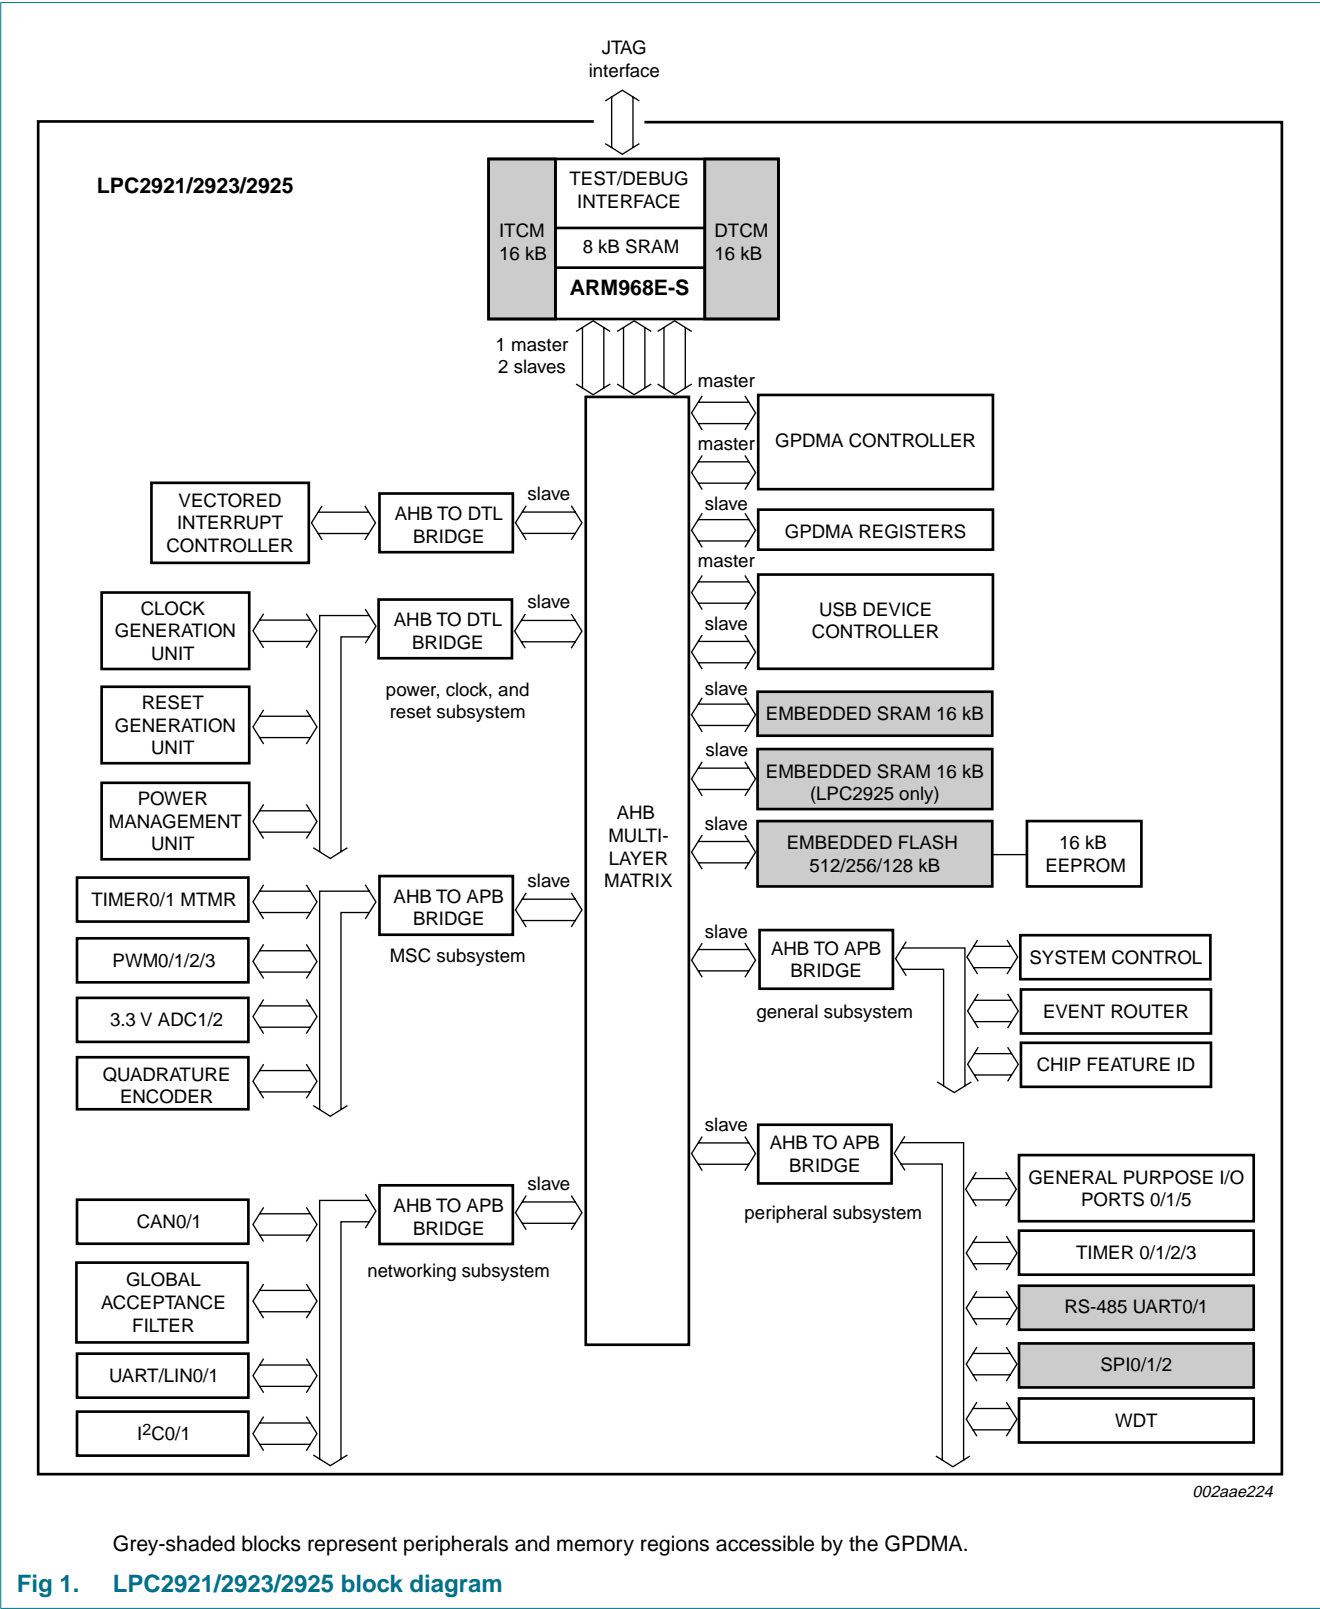 JTAG
interface
LPC2921/2923/2925
TEST/DEBUG
INTERFACE
ITCM
16 kB
8 kB SRAM
DTCM
16 kB
ARM968E-S
1 master
2 slaves
master
GPDMA CONTROLLER
master
slave
GPDMA REGISTERS
master
USB DEVICE
CONTROLLER
slave
slave
EMBEDDED SRAM 16 kB
slave
EMBEDDED SRAM 16 kB
(LPC2925 only)
slave
EMBEDDED FLASH
512/256/128 kB
16 kB
EEPROM
VECTORED
INTERRUPT
CONTROLLER
AHB TO DTL
BRIDGE
slave
CLOCK
GENERATION
UNIT
AHB TO DTL
BRIDGE
slave
power, clock, and
reset subsystem
RESET
GENERATION
UNIT
POWER
MANAGEMENT
UNIT
AHB
MULTI-
LAYER
MATRIX
TIMER0/1 MTMR
AHB TO APB
BRIDGE
slave
MSC subsystem
PWM0/1/2/3
3.3 V ADC1/2
QUADRATURE
ENCODER
slave
AHB TO APB
BRIDGE
general subsystem
SYSTEM CONTROL
EVENT ROUTER
CHIP FEATURE ID
slave
AHB TO APB
BRIDGE
peripheral subsystem
GENERAL PURPOSE I/O
PORTS 0/1/5
TIMER 0/1/2/3
RS-485 UART0/1
SPI0/1/2
WDT
CAN0/1
AHB TO APB
BRIDGE
slave
networking subsystem
GLOBAL
ACCEPTANCE
FILTER
UART/LIN0/1
I2C0/1
002aae224
Grey-shaded blocks represent peripherals and memory regions accessible by the GPDMA.
Fig 1. LPC2921/2923/2925 block diagram